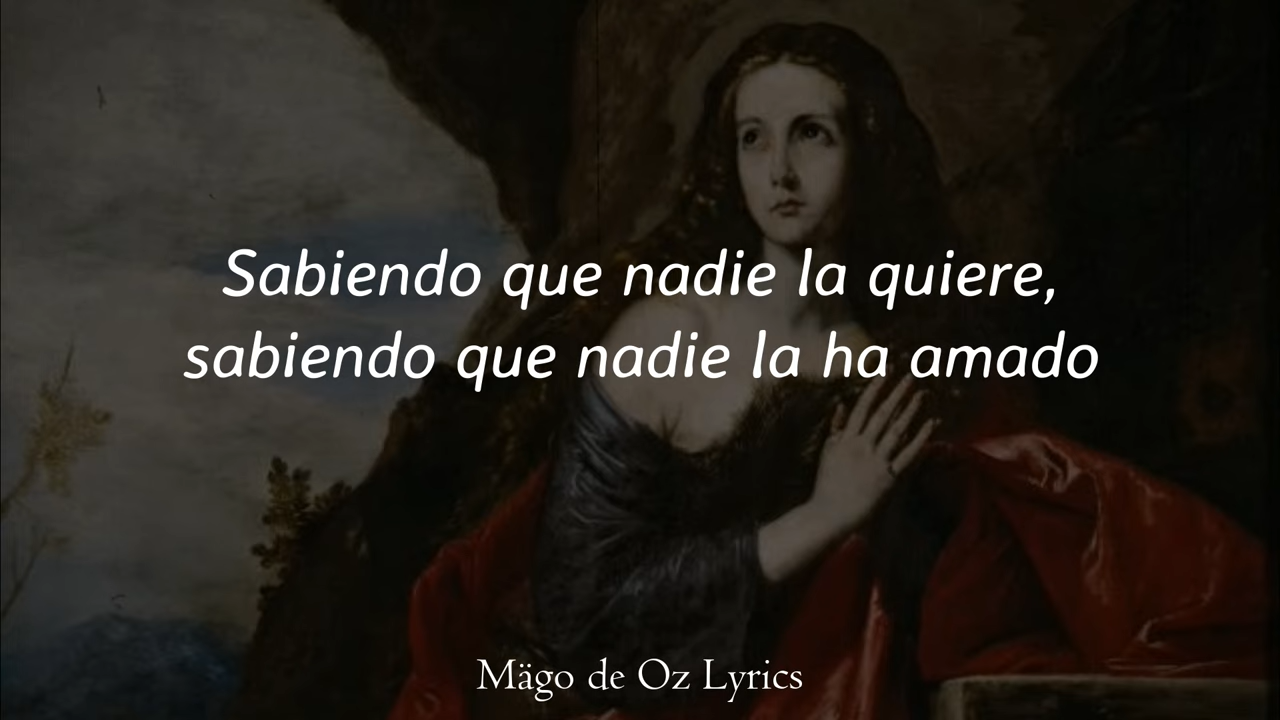 Sabiendo que nadie la quiere,
sabiendo que nadie la ha amado
Mägo de Oz Lyrics